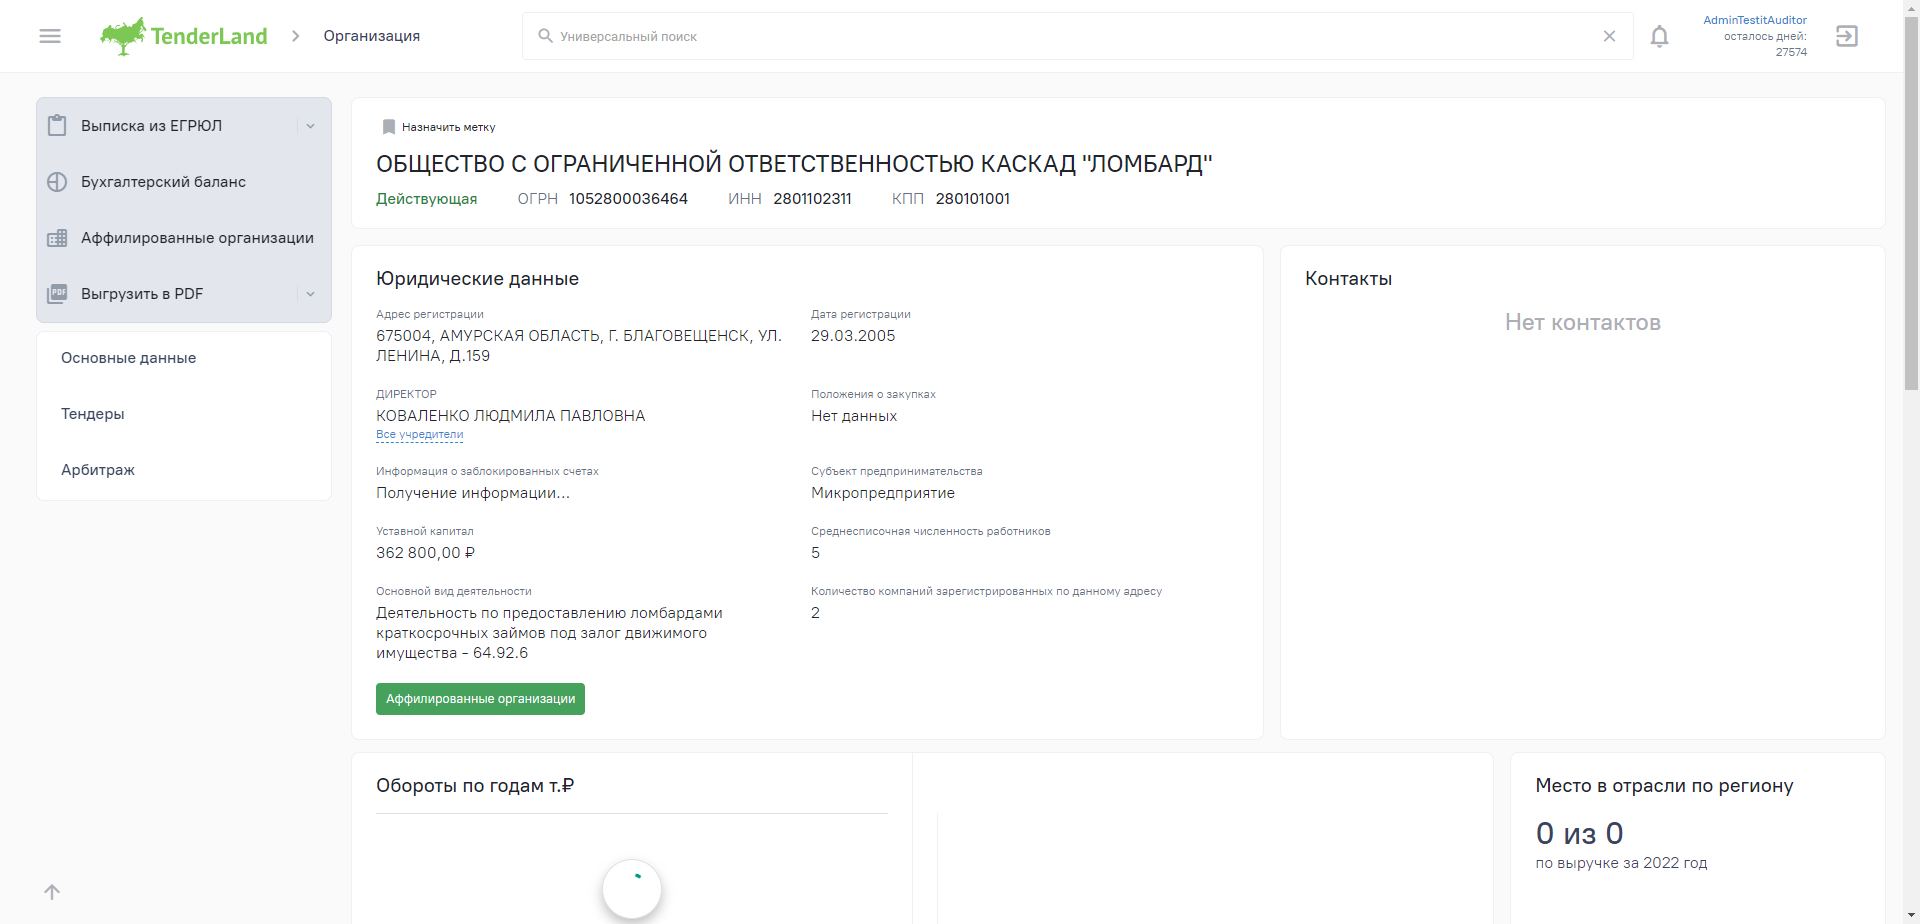 TenderLand
Организация
Универсальный поиск
AdminTestitAuditor
осталось дней:
27574
Выписка из ЕГРЮЛ
Бухгалтерский баланс
Аффилированные организации
PDF
Выгрузить в PDF
Основные данные
Тендеры
Арбитраж
Назначить метку
ОБЩЕСТВО С ОГРАНИЧЕННОЙ ОТВЕТСТВЕННОСТЬЮ КАСКАД "ЛОМБАРД"
Действующая ОГРН 1052800036464 ИНН 2801102311 КПП 280101001
Юридические данные
Адрес регистрации
675004, АМУРСКАЯ ОБЛАСТЬ, Г. БЛАГОВЕЩЕНСК, УЛ.
ЛЕНИНА, Д.159
Дата регистрации
29.03.2005
ДИРЕКТОР
КОВАЛЕНКО ЛЮДМИЛА ПАВЛОВНА
Все учредители
Положения о закупках
Нет данных
Информация о заблокированных счетах
Получение информации...
Субъект предпринимательства
Микропредприятие
Уставной капитал
362 800,00 ₽
Среднесписочная численность работников
5
Основной вид деятельности
Деятельность по предоставлению ломбардами
краткосрочных займов под залог движимого
имущества - 64.92.6
Количество компаний зарегистрированных по данному адресу
2
Аффилированные организации
Контакты
Нет контактов
Обороты по годам т.₽
Место в отрасли по региону
0 из 0
по выручке за 2022 год